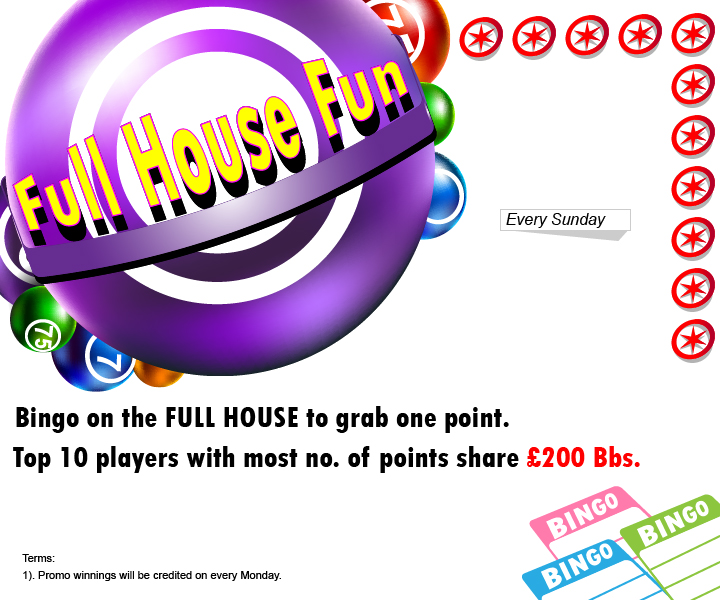 Full House Fun
Every Sunday
75
7
Bingo on the FULL HOUSE to grab one point.
Top 10 players with most no. of points share £200 Bbs.
BINGO
BINGO
BINGO
Terms:
1). Promo winnings will be credited on every Monday.